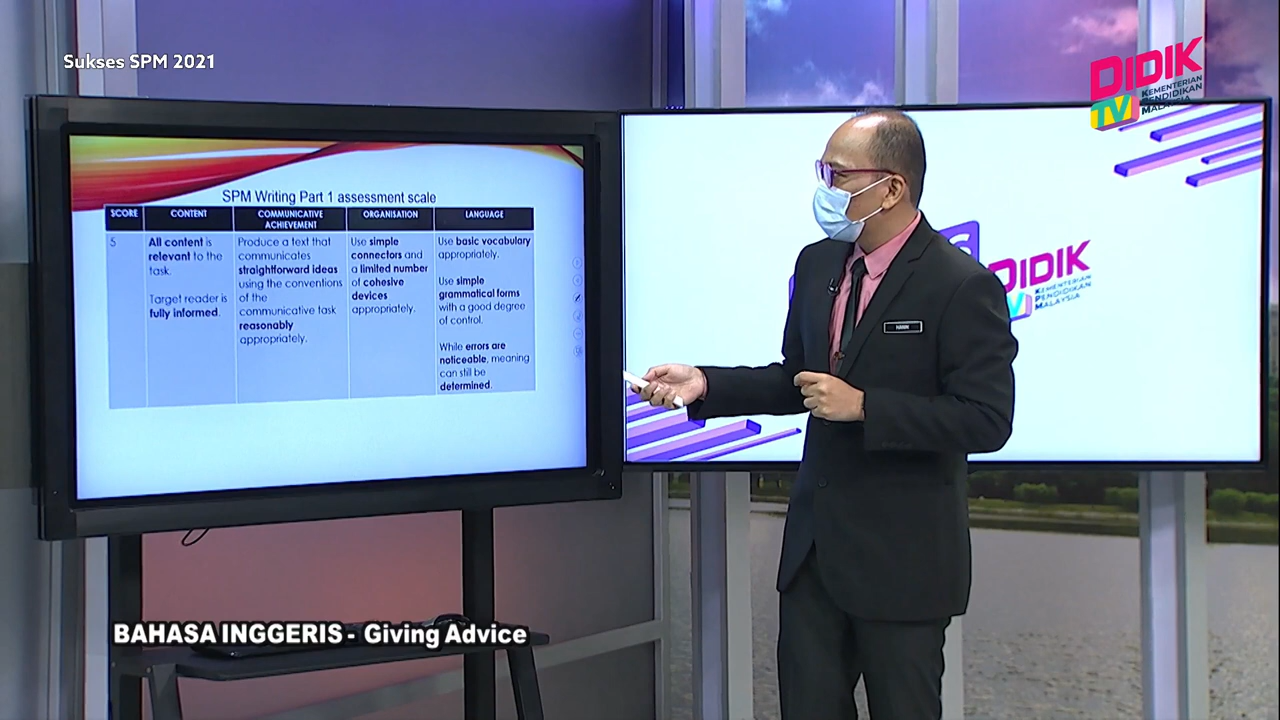 Sukses SPM 2021
DIDIK
TV
KEMENTERIAN
PENDIDIKAN
MALAYSIA
SPM Writing Part 1 assessment scale
SCORE
CONTENT
COMMUNICATIVE
ACHIEVEMENT
ORGANISATION
LANGUAGE
5
All content is
relevant to the
task.
Target reader is
fully informed.
Produce a text that
communicates
straightforward ideas
using the conventions
of the
communicative task
reasonably
appropriately.
Use simple
connectors and
a limited number
of cohesive
devices
appropriately.
Use basic vocabulary
appropriately.
Use simple
grammatical forms
with a good degree
of control.
While errors are
noticeable, meaning
can still be
determined.
DIDIK
TV
KEMENTERIAN
PENDIDIKAN
MALAYSIA
BAHASA INGGERIS - Giving Advice